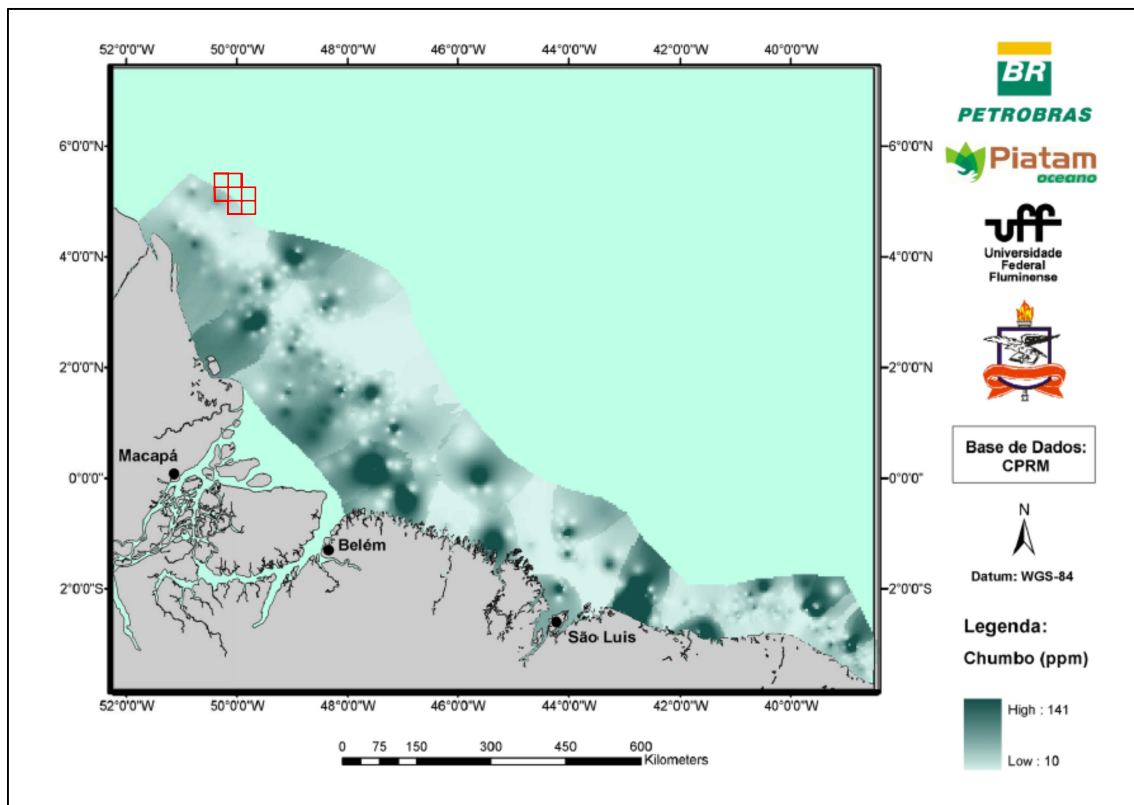 52°0'0"W 50°0'0"W 48°0'0"W 46°0'0"W 44°0'0"W 42°0'0"W 40°0'0"W
6°0'0"N 6°0'0"N
4°0'0"N 4°0'0"N
2°0'0"N 2°0'0"N
Macapá
0°0'0" 0°0'0"
Belém
2°0'0"S 2°0'0"S
São Luis
52°0'0"W 50°0'0"W 48°0'0"W 46°0'0"W 44°0'0"W 42°0'0"W 40°0'0"W
0 75 150 300 450 600
Kilometers
BR
PETROBRAS
Piatam
oceano
uff
Universidade
Federal
Fluminense
Base de Dados:
CPRM
N
Datum: WGS-84
Legenda:
Chumbo (ppm)
High : 141
Low : 10